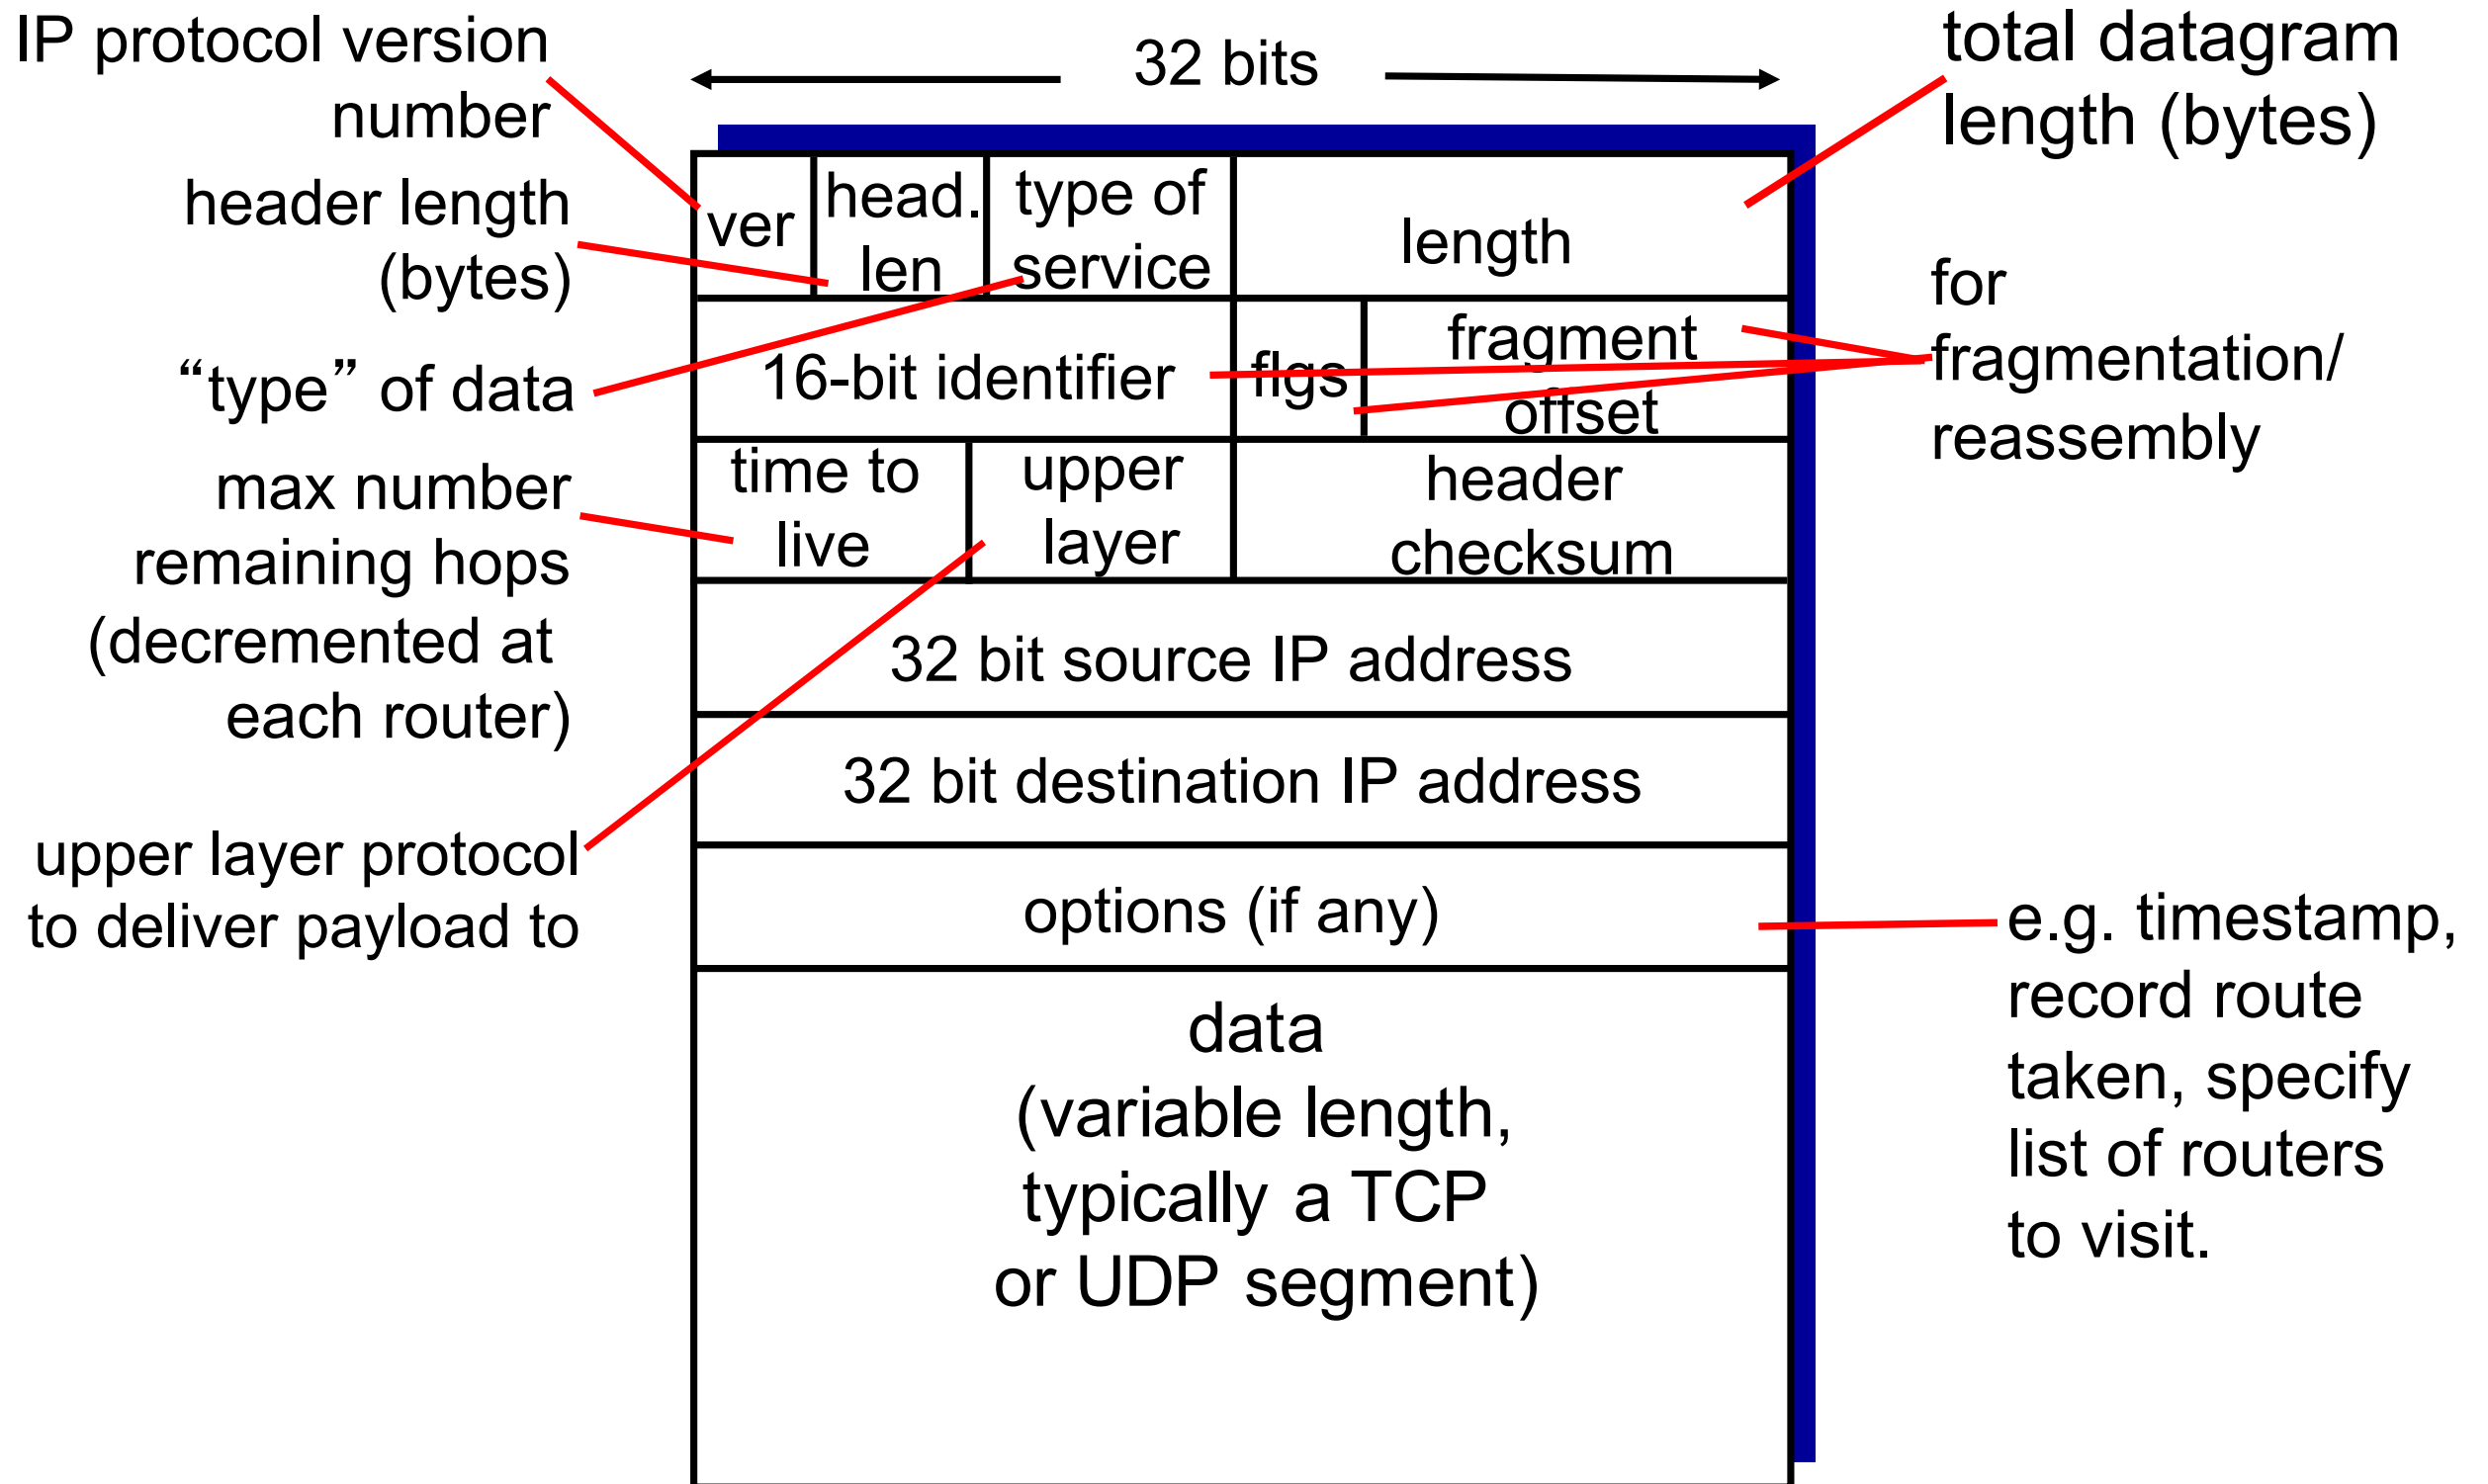 IP protocol version
number
header length
(bytes)
“type” of data
max number
remaining hops
(decremented at
each router)
upper layer protocol
to deliver payload to
32 bits
ver
head.
len
type of
service
length
16-bit identifier
flgs
fragment
offset
time to
live
upper
layer
header
checksum
32 bit source IP address
32 bit destination IP address
options (if any)
data
(variable length,
typically a TCP
or UDP segment)
total datagram
length (bytes)
for
fragmentation/
reassembly
e.g. timestamp,
record route
taken, specify
list of routers
to visit.